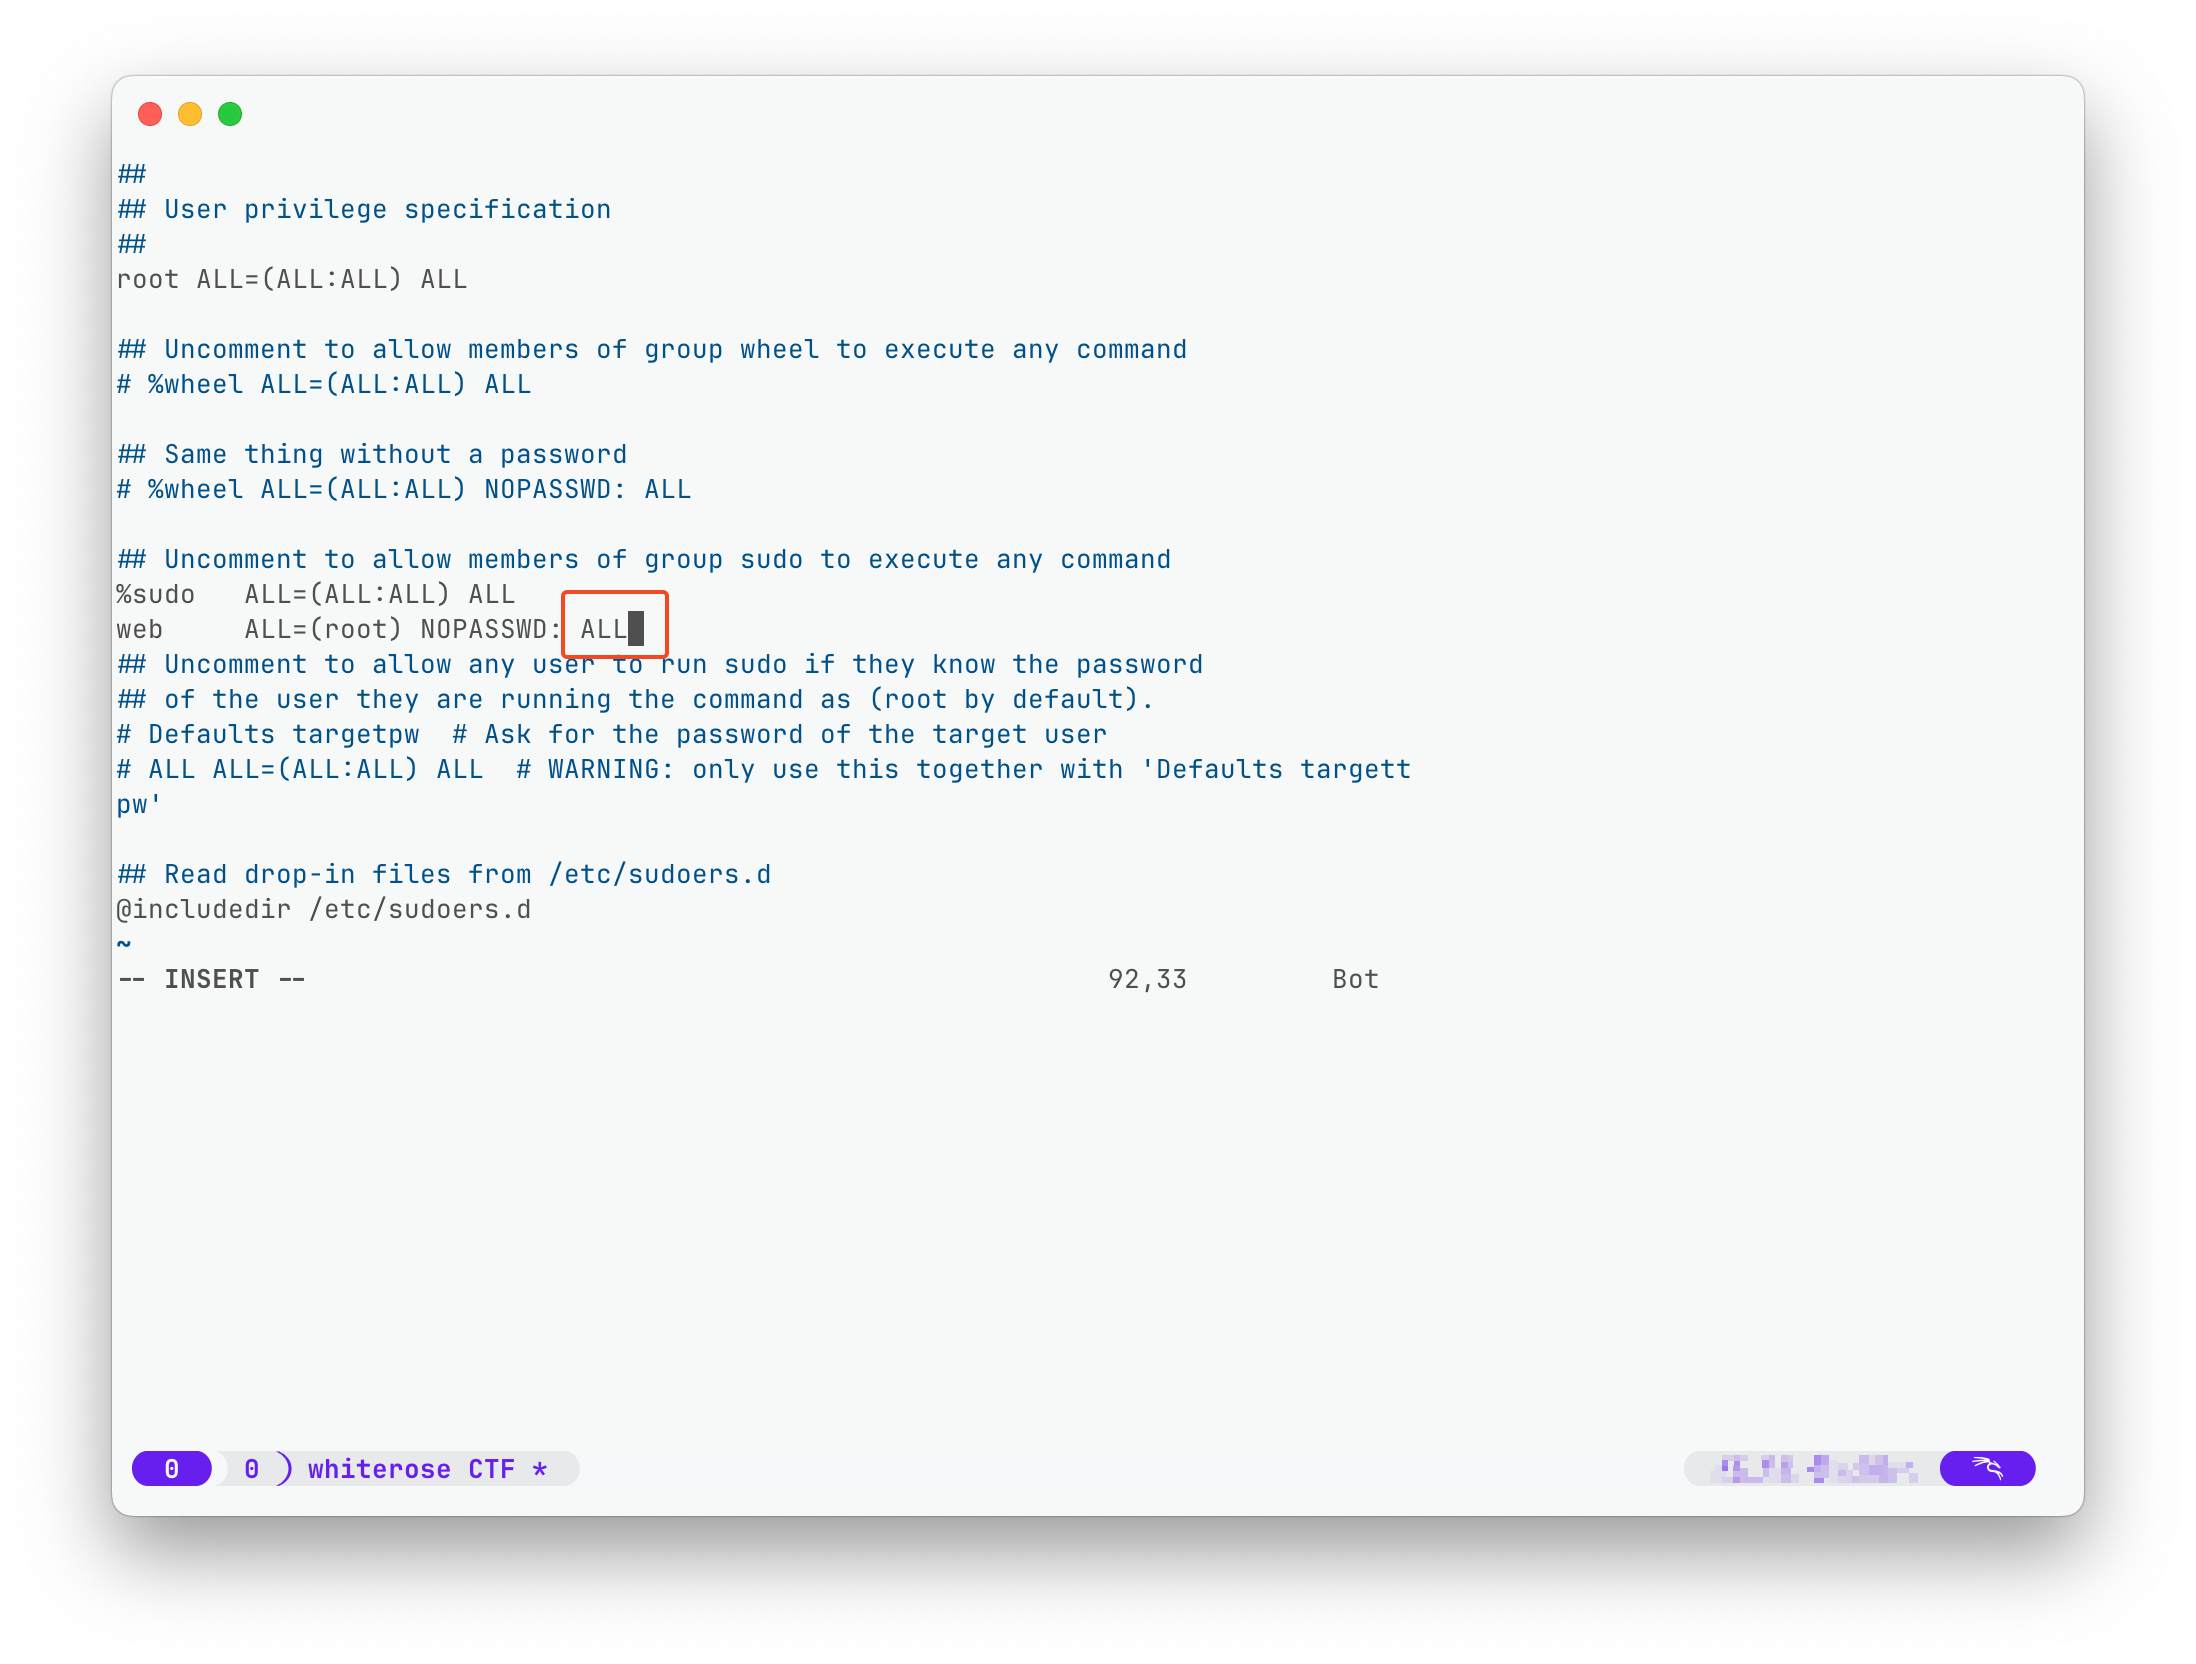 ##
## User privilege specification
##
root ALL=(ALL:ALL) ALL
## Uncomment to allow members of group wheel to execute any command
# %wheel ALL=(ALL:ALL) ALL
## Same thing without a password
# %wheel ALL=(ALL:ALL) NOPASSWD: ALL
## Uncomment to allow members of group sudo to execute any command
%sudo   ALL=(ALL:ALL) ALL
web     ALL=(root) NOPASSWD: ALL
## Uncomment to allow any user to run sudo if they know the password
## of the user they are running the command as (root by default).
# Defaults targetpw  # Ask for the password of the target user
# ALL ALL=(ALL:ALL) ALL  # WARNING: only use this together with 'Defaults targett
pw'
## Read drop-in files from /etc/sudoers.d
@includedir /etc/sudoers.d
~
-- INSERT --                                                  92,33         Bot
0 0 whiterose CTF *